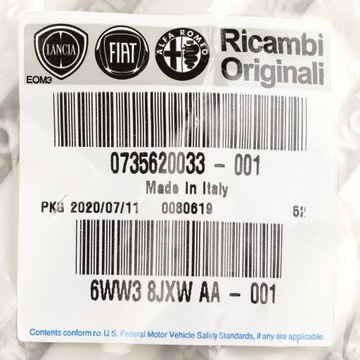 LANCIA FIAT ALFA ROMEO Ricambi
Originali
EOM3
0735620033 - 001
Made in Italy
PKG 2020/07/11 0080619 62
6WW3 8JXW AA - 001
Contents conform to U.S. Federal Motor Vehicle Safety Standards, if any are applicable.